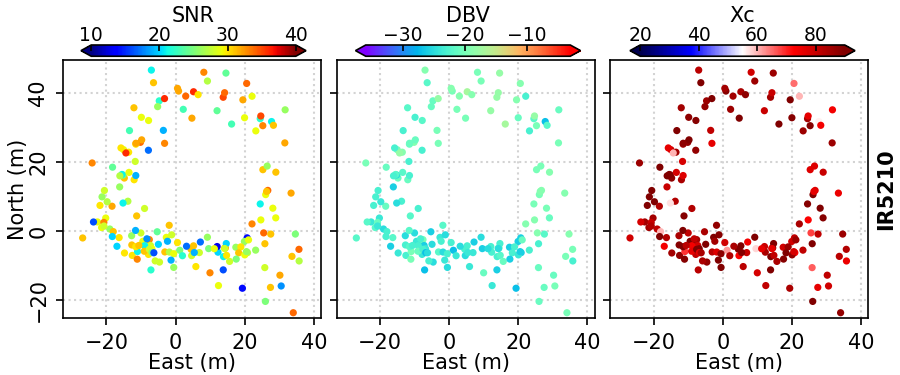 SNR DBV Xc
10 20 30 40 −30 −20 −10 20 40 60 80
40
20
0
−20
North (m)
IR5210
−20 0 20 40 −20 0 20 40 −20 0 20 40
East (m) East (m) East (m)